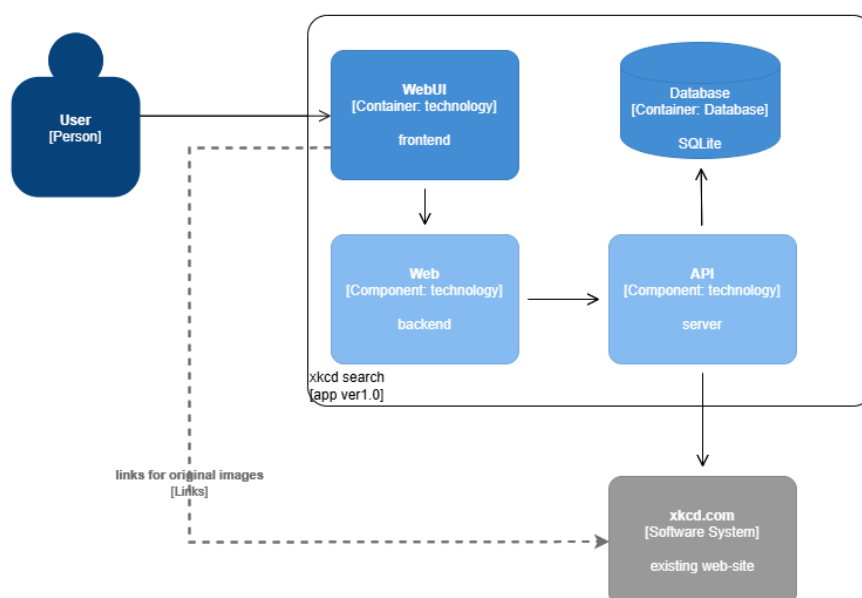 User
[Person]
WebUI
[Container: technology]
frontend
Database
[Container: Database]
SQLite
Web
[Component: technology]
backend
API
[Component: technology]
server
xkcd search
[app ver1.0]
links for original images
[Links]
xkcd.com
[Software System]
existing web-site